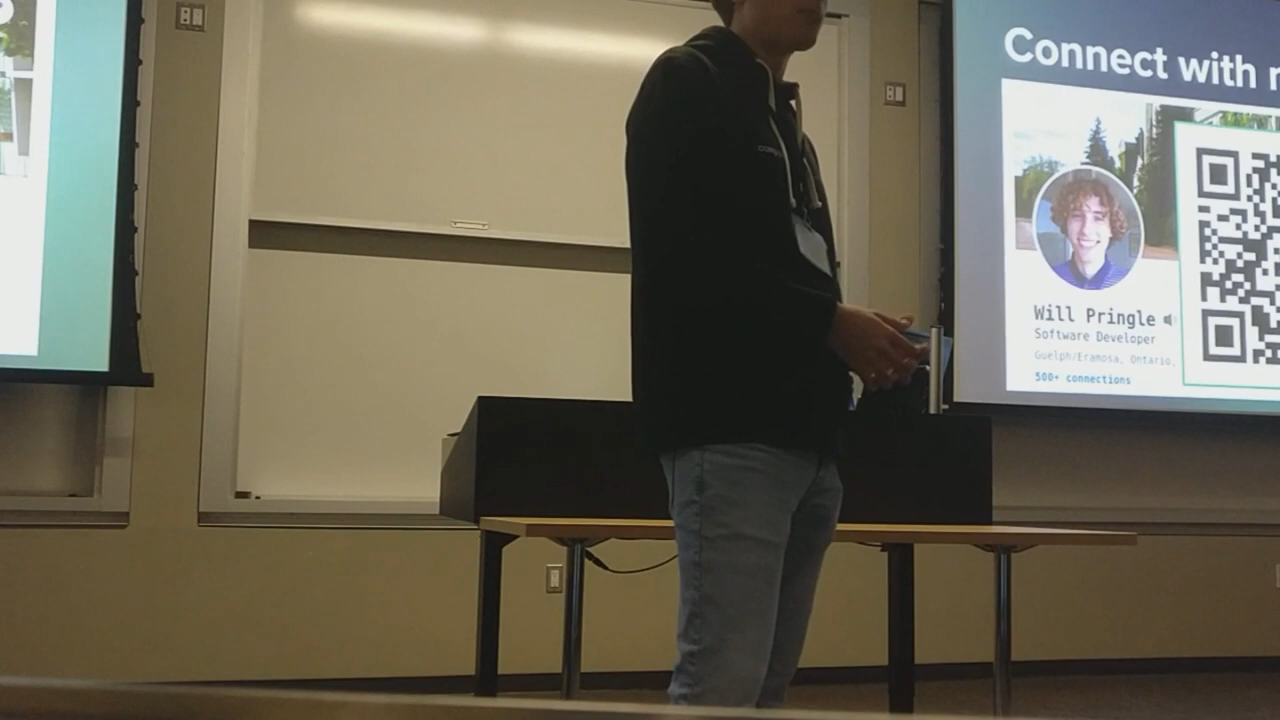 s
Connect with
Will Pringle
Software Developer
Guelph/Eramosa, Ontario,
500+ connections